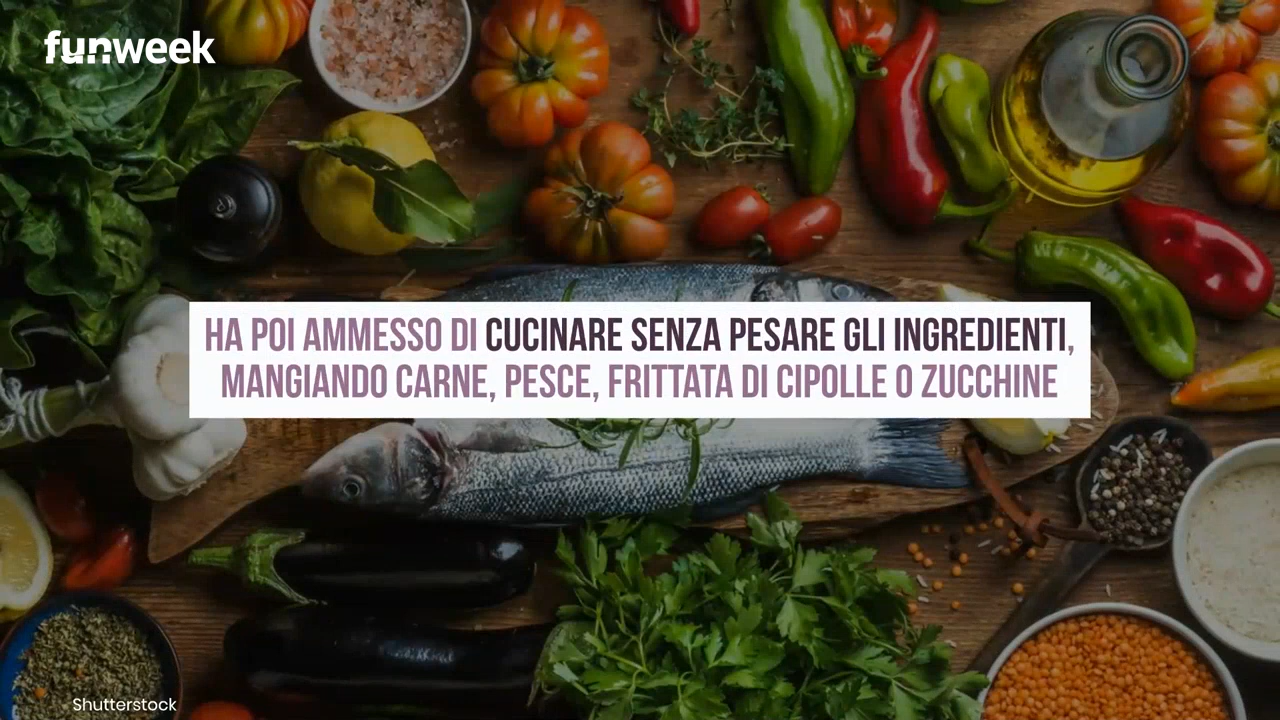 funweek
HA POI AMMESSO DI CUCINARE SENZA PESARE GLI INGREDIENTI,
MANGIANDO CARNE, PESCE, FRITTATA DI CIPOLLE O ZUCCHINE
Shutterstock